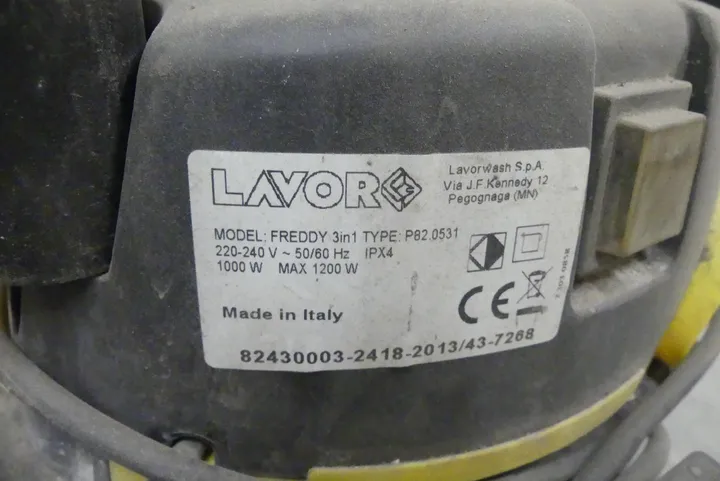 LAVOR
Lavorwash S.p.A.
Via J.F.Kennedy 12
Pegognaga (MN)
MODEL: FREDDY 3in1 TYPE: P82.0531
220-240 V ~ 50/60 Hz IPX4
1000 W MAX 1200 W
CE
Made in Italy
82430003-2418-2013/43-7268